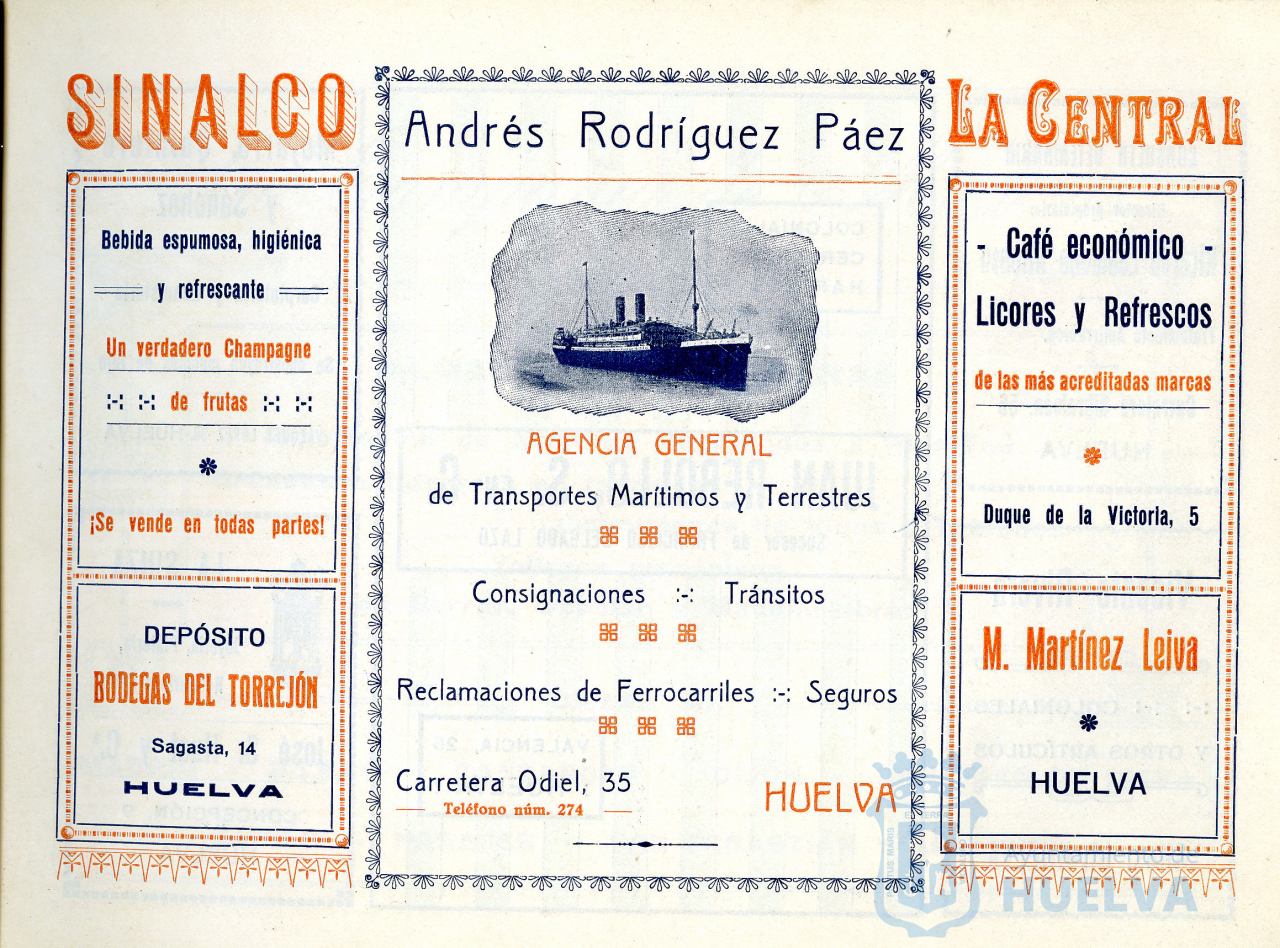 SINALCO
Bebida espumosa, higiénica
y refrescante
Un verdadero Champagne
:-: :-: de frutas :-: :-:
¡Se vende en todas partes!
DEPÓSITO
BODEGAS DEL TORREJÓN
Sagasta, 14
HUELVA
Andrés Rodríguez Páez
AGENCIA GENERAL
de Transportes Marítimos y Terrestres
Consignaciones :-: Tránsitos
Reclamaciones de Ferrocarriles :-: Seguros
Carretera Odiel, 35
Teléfono núm. 274
HUELVA
LA CENTRAL
- Café económico -
Licores y Refrescos
de las más acreditadas marcas
Duque de la Victoria, 5
M. Martínez Leiva
HUELVA
Ayuntamiento de
HUELVA